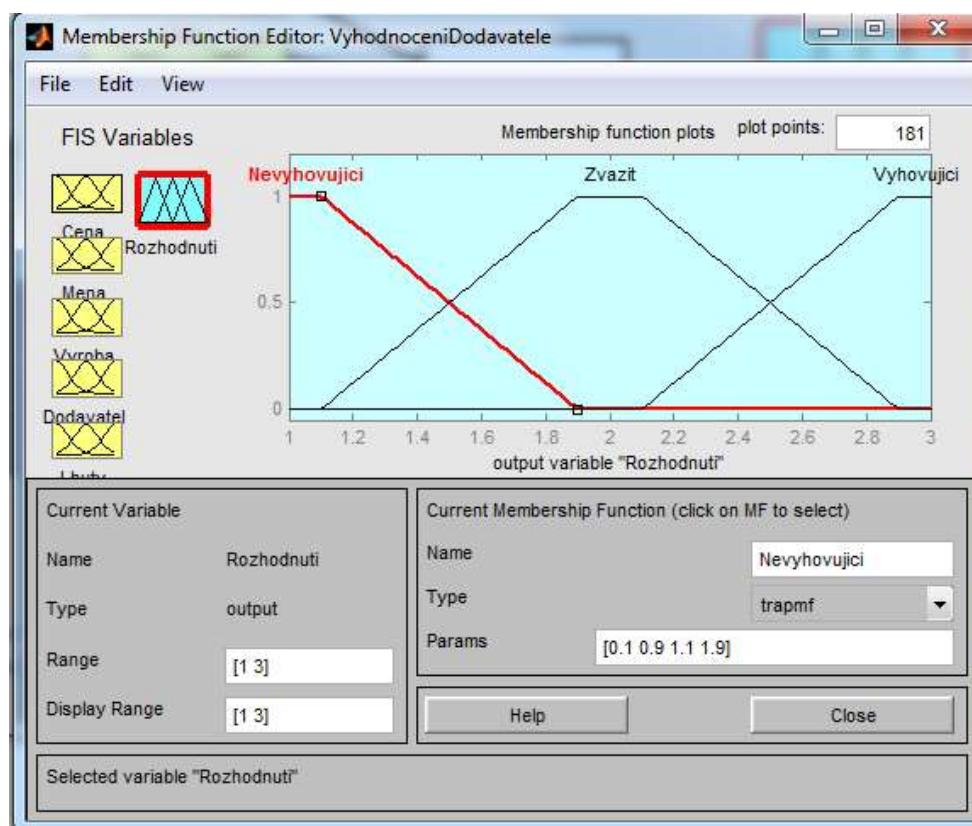 Membership Function Editor: VyhodnoceniDodavatele
File Edit View
FIS Variables
Membership function plots plot points: 181
Cena
Rozhodnuti
Mena
Vyroba
Dodavatel
Lhuty
Nevyhovujici Zvazit Vyhovujici
1
0.5
0
1 1.2 1.4 1.6 1.8 2 2.2 2.4 2.6 2.8 3
output variable "Rozhodnuti"
Current Variable
Name Rozhodnuti
Type output
Range [1 3]
Display Range [1 3]
Current Membership Function (click on MF to select)
Name Nevyhovujici
Type trapmf
Params [0.1 0.9 1.1 1.9]
Help Close
Selected variable "Rozhodnuti"